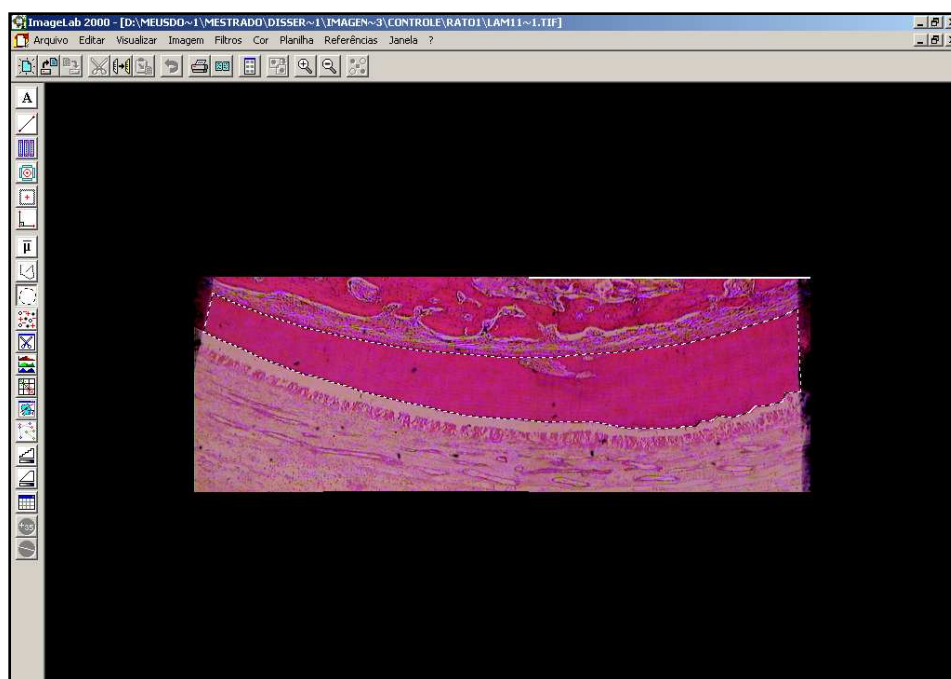 ImageLab 2000 - [D:\MEUSDO~1\MESTRADO\DISSER~1\IMAGEN~3\CONTROLE\RATO1\LAM11~1.TIF]
Arquivo Editar Visualizar Imagem Filtros Cor Planilha Referências Janela ?
A
µ